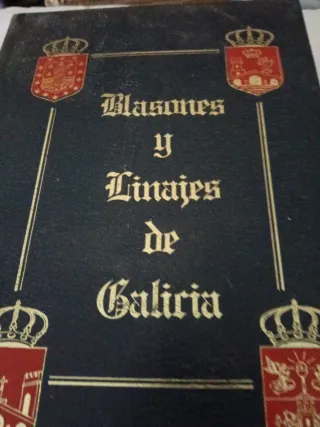 Blasones
y
Linajes
de
Galicia